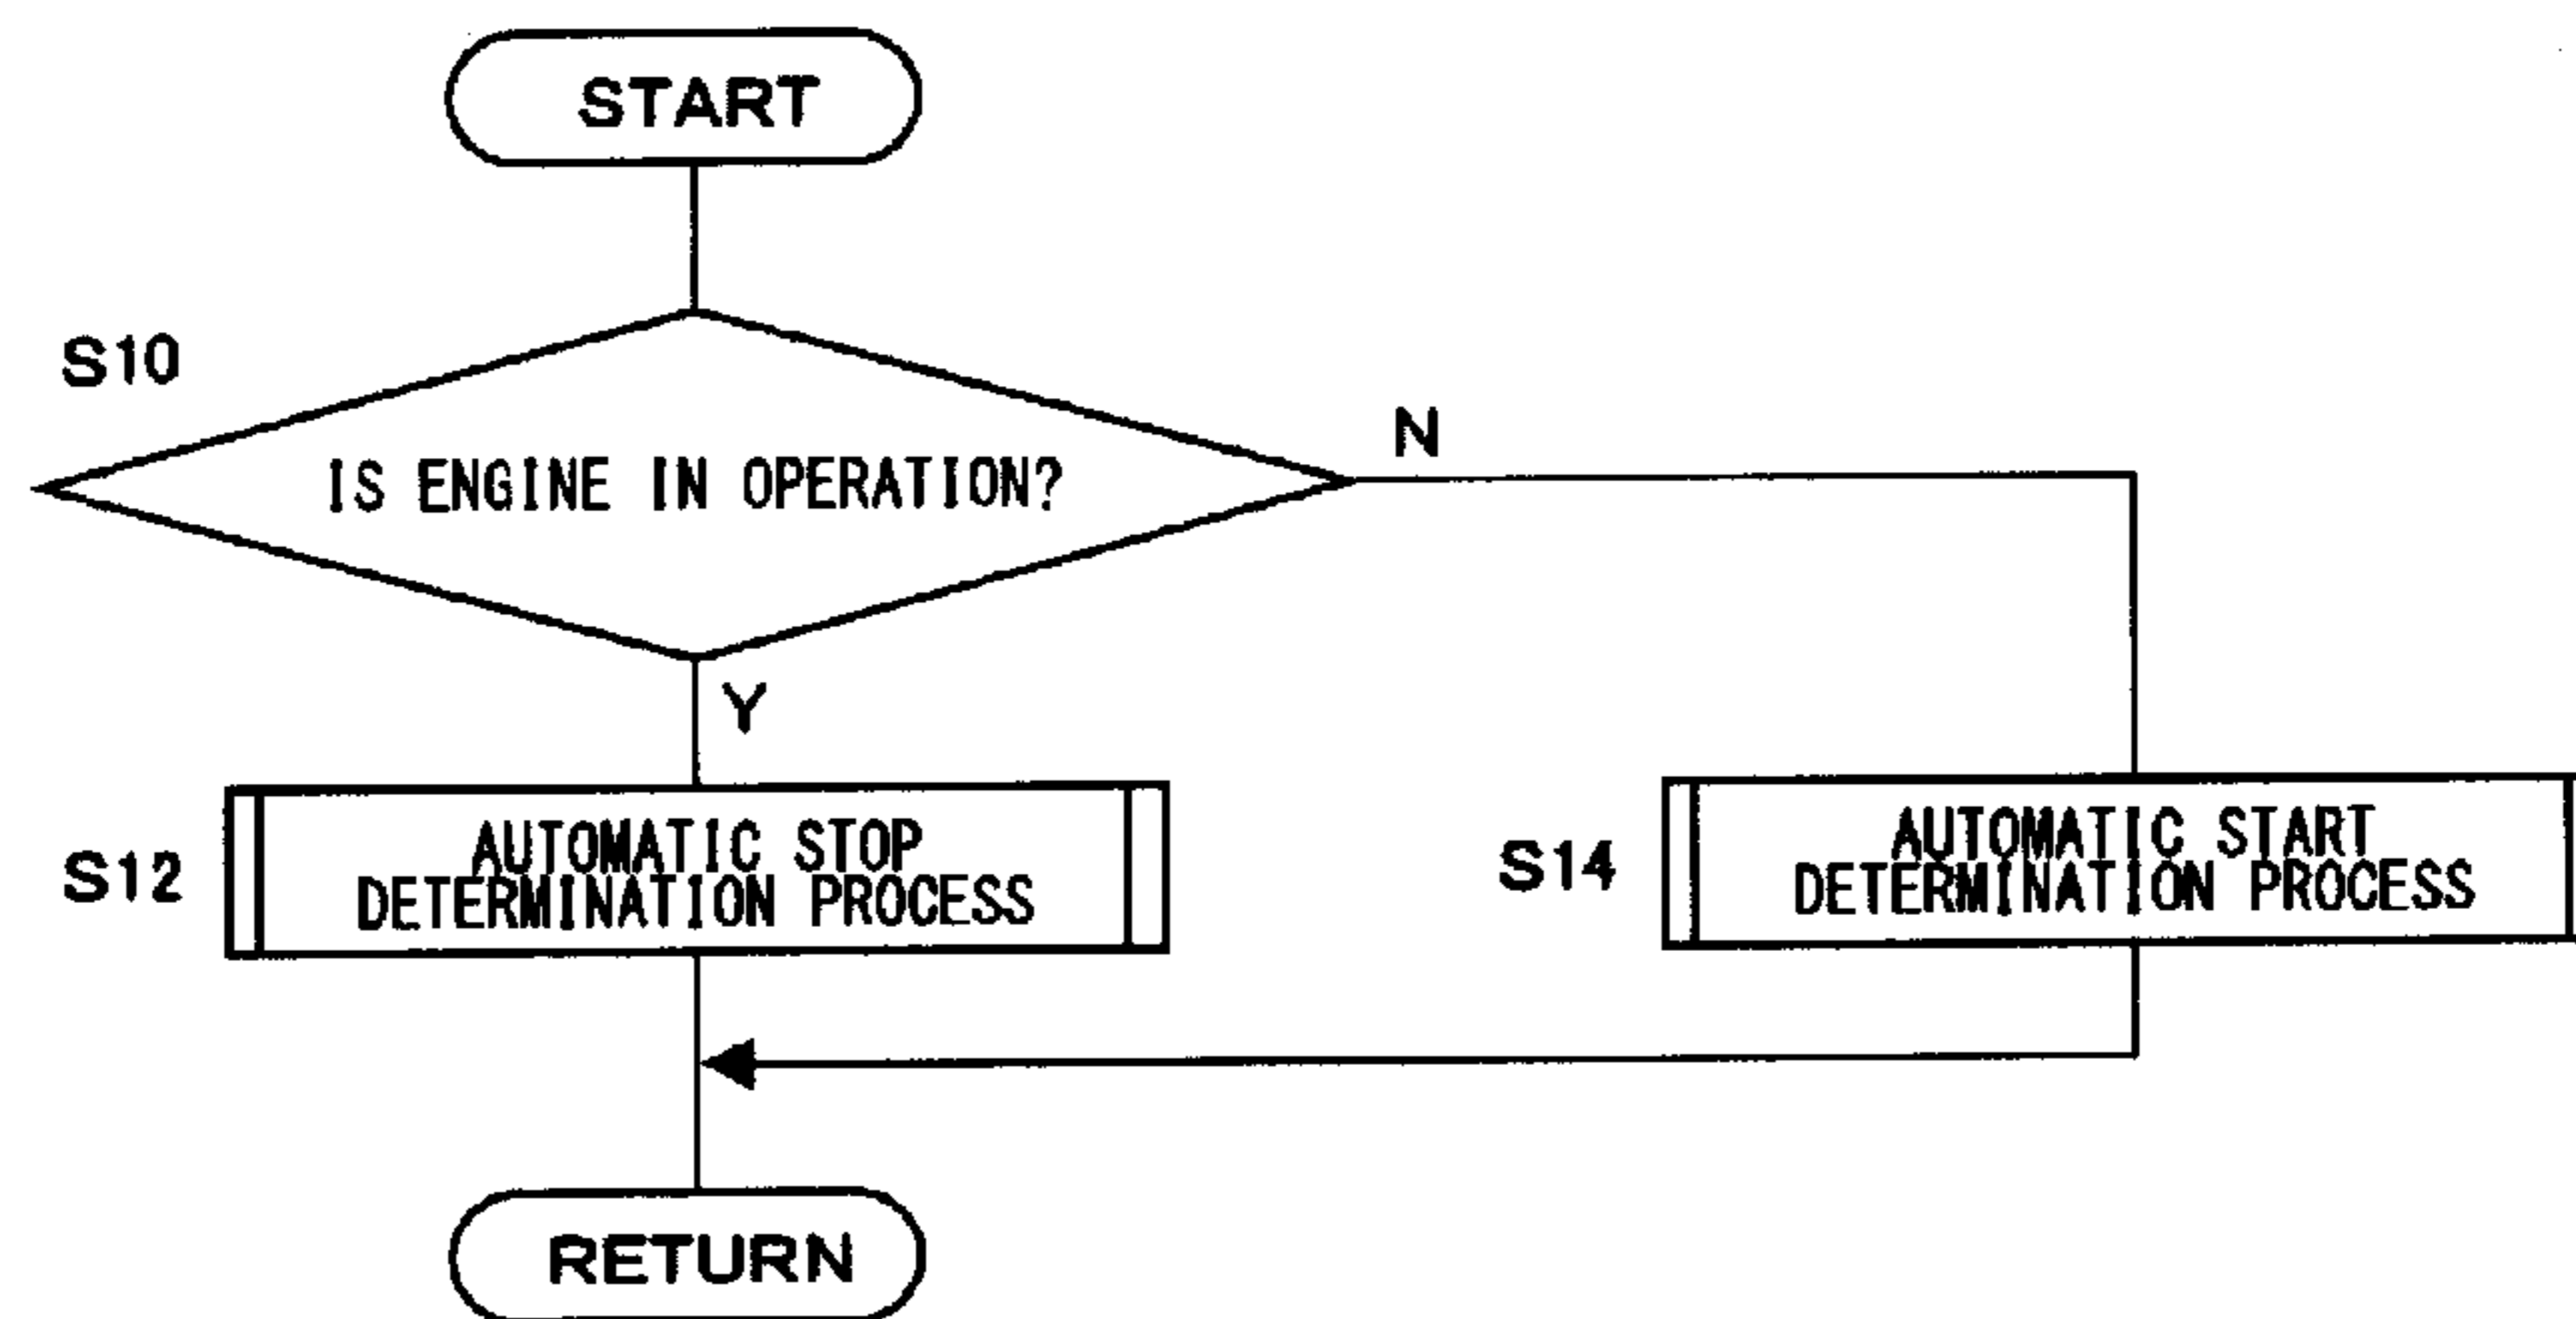 START
S10
IS ENGINE IN OPERATION?
N
Y
S12
AUTOMATIC STOP
DETERMINATION PROCESS
S14
AUTOMATIC START
DETERMINATION PROCESS
RETURN